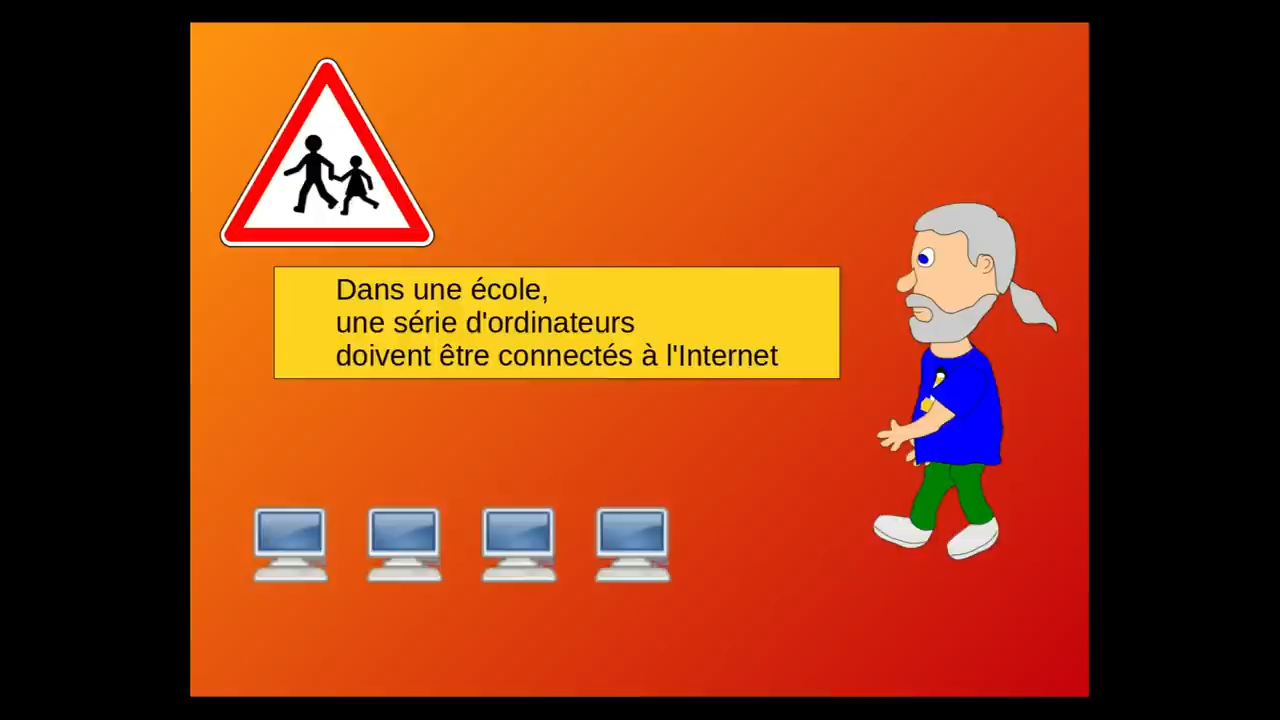 Dans une école,
une série d'ordinateurs
doivent être connectés à l'Internet